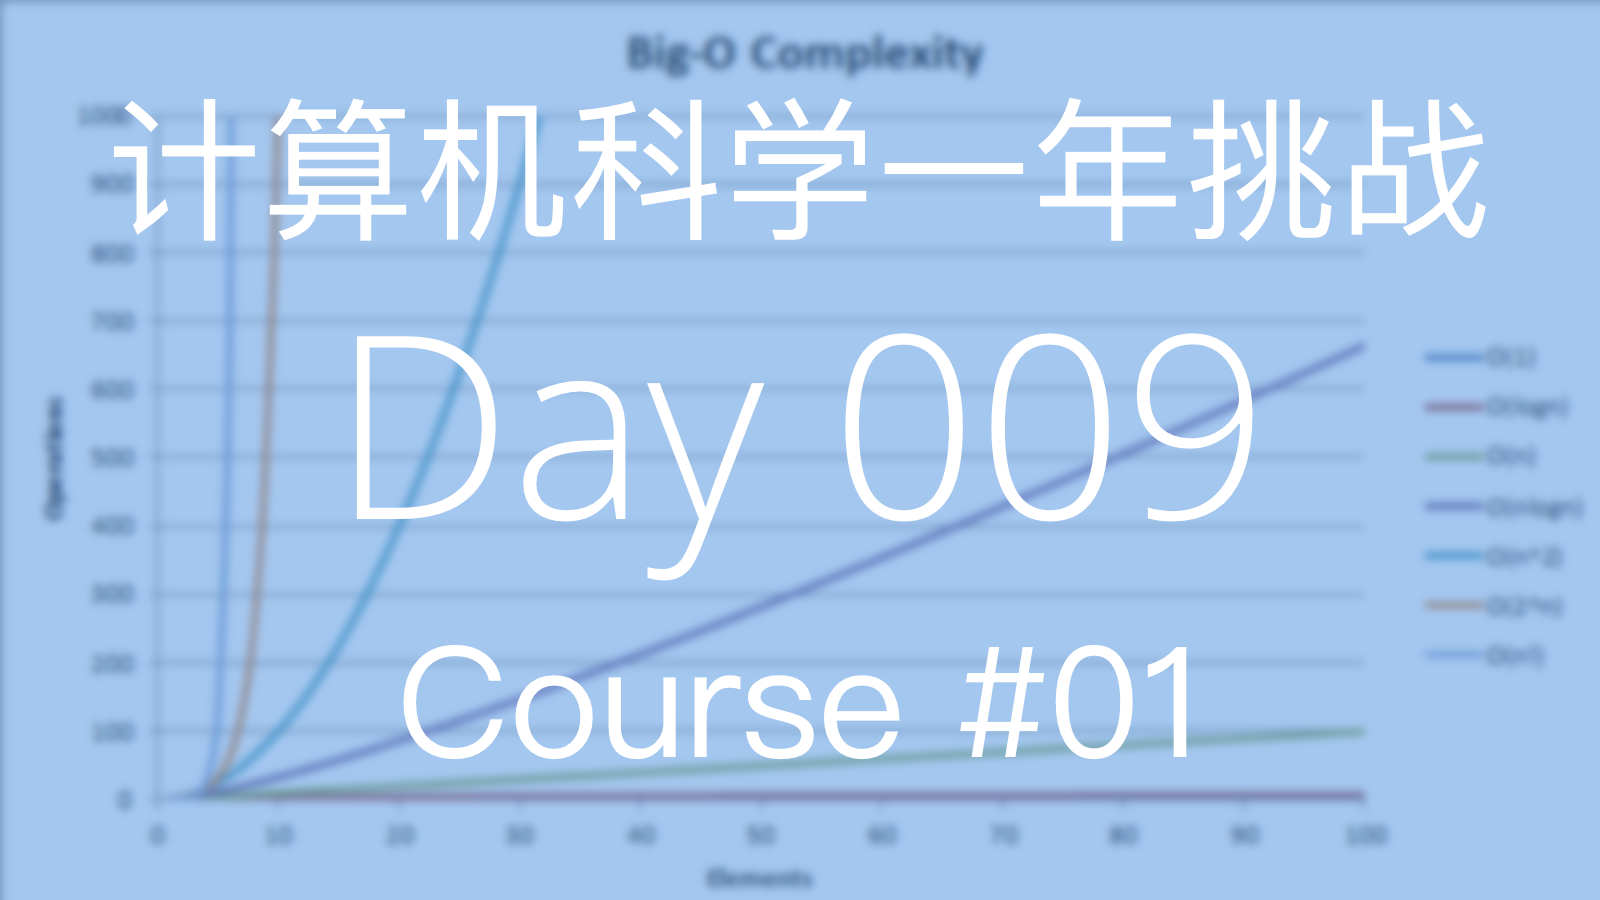 Big-O Complexity
计算机科学一年挑战
Day 009
Course #01
1000
900
800
700
600
500
400
300
200
100
0
0 10 20 30 40 50 60 70 80 90 100
Operations
Elements
O(1)
O(logn)
O(n)
O(nlogn)
O(n^2)
O(2^n)
O(n!)